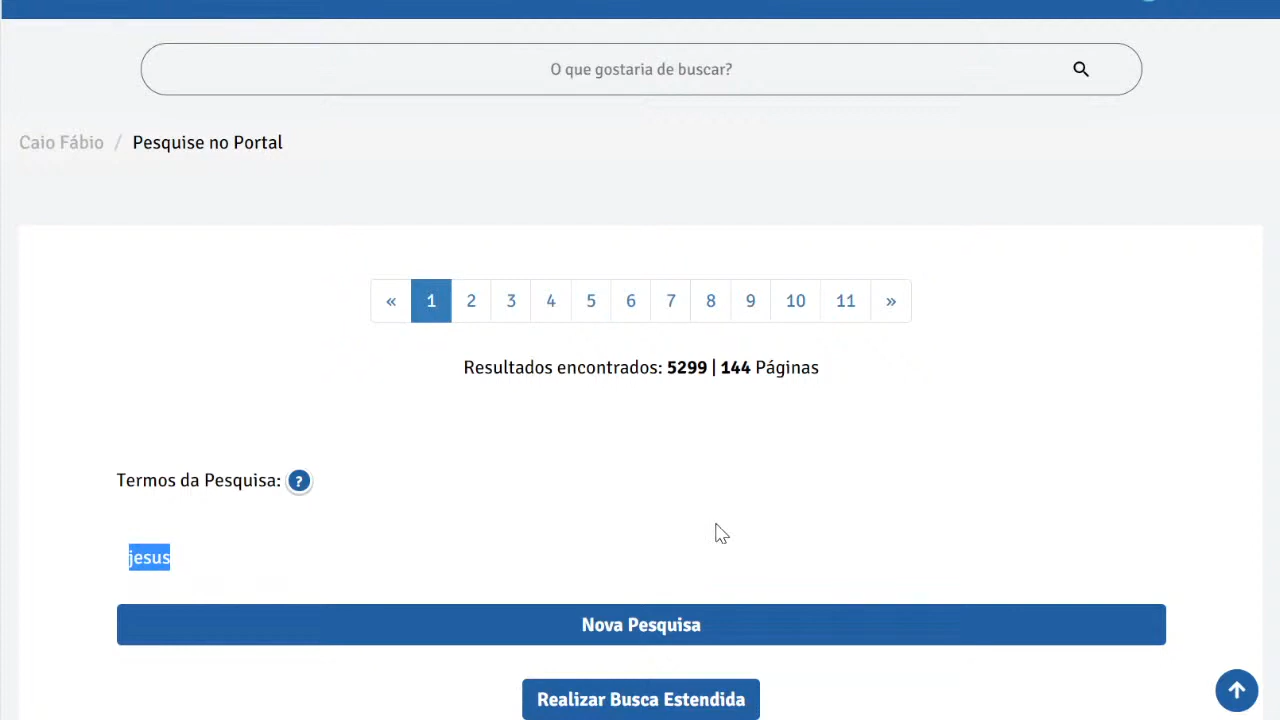 O que gostaria de buscar?
Caio Fábio / Pesquise no Portal
« 1 2 3 4 5 6 7 8 9 10 11 »
Resultados encontrados: 5299 | 144 Páginas
Termos da Pesquisa: ?
jesus
Nova Pesquisa
Realizar Busca Estendida